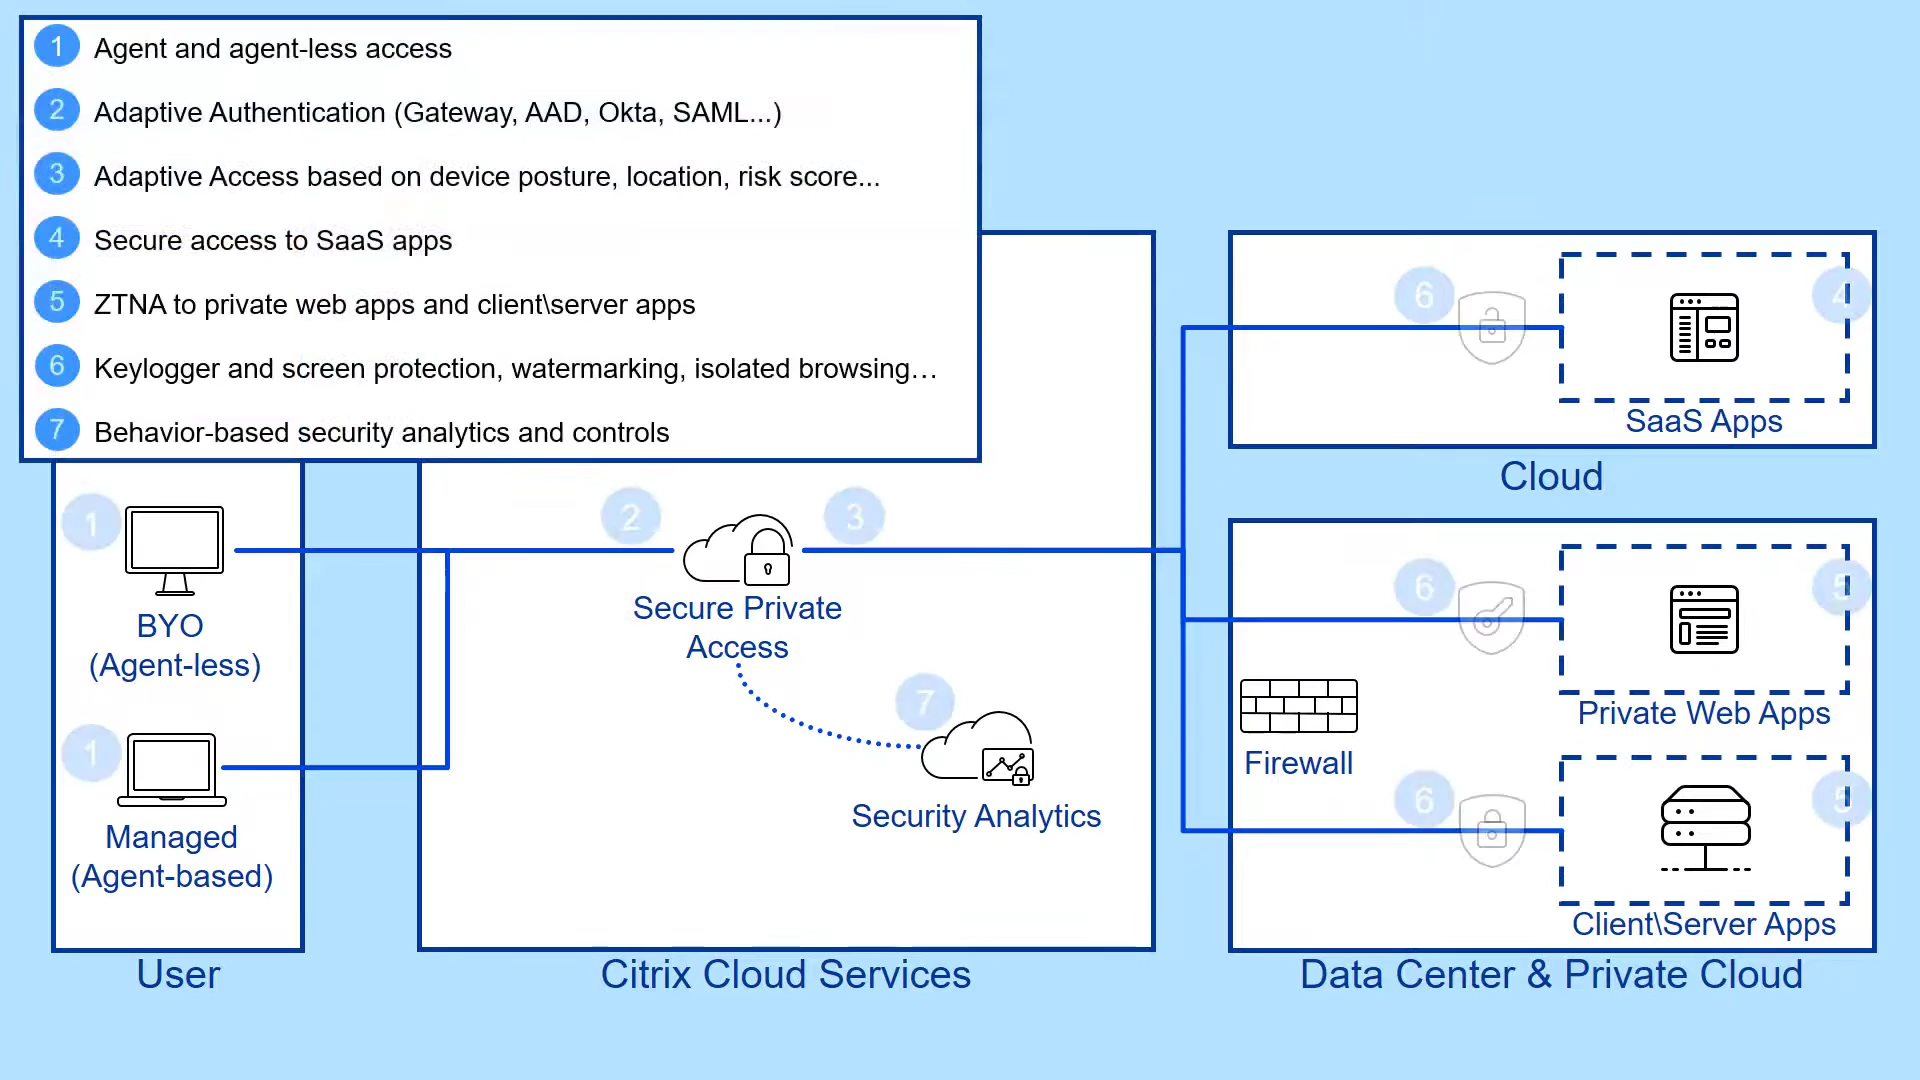 1 Agent and agent-less access
2 Adaptive Authentication (Gateway, AAD, Okta, SAML...)
3 Adaptive Access based on device posture, location, risk score...
4 Secure access to SaaS apps
5 ZTNA to private web apps and client\server apps
6 Keylogger and screen protection, watermarking, isolated browsing…
7 Behavior-based security analytics and controls
1
BYO
(Agent-less)
1
Managed
(Agent-based)
User
2
3
Secure Private
Access
7
Security Analytics
Citrix Cloud Services
6
4
SaaS Apps
Cloud
6
5
Private Web Apps
Firewall
6
5
Client\Server Apps
Data Center & Private Cloud